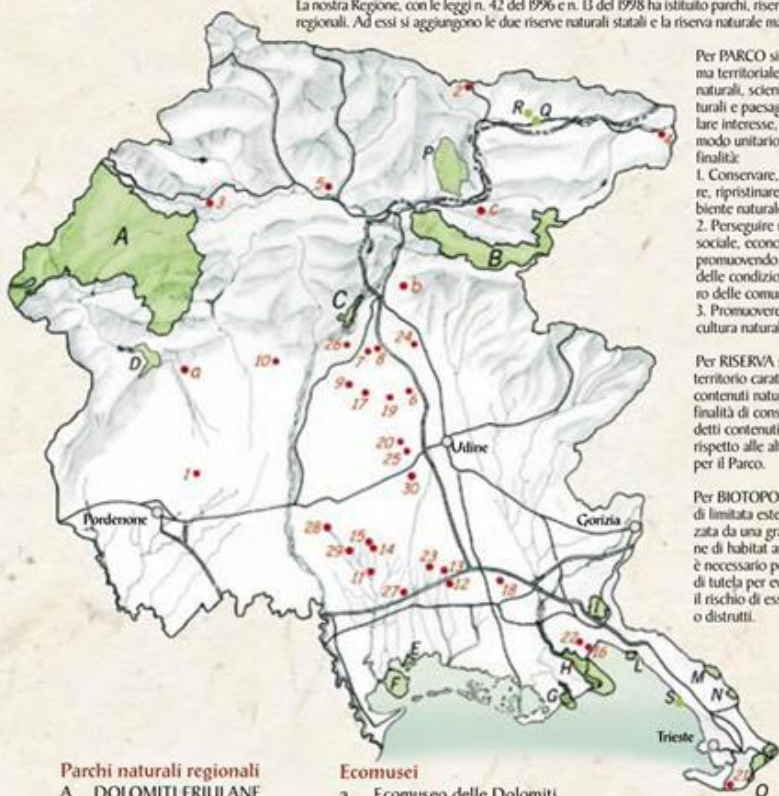 La nostra Regione, con le leggi n. 42 del 1996 e n. 13 del 1998 ha istituito parchi, riser
regionali. Ad essi si aggiungono le due riserve naturali statali e la riserva naturale ma
Per PARCO si
ma territoriale
naturali, scien
turali e paesag
lare interesse,
modo unitario
finalità:
1. Conservare,
re, ripristinare
biente naturale
2. Perseguire u
sociale, econo
promuovendo
delle condizio
ro delle comu
3. Promuovere
cultura natural
Per RISERVA s
territorio carat
contenuti natu
finalità di cons
detti contenuti
rispetto alle alt
per il Parco.
Per BIOTOPO
di limitata este
zata da una gra
ne di habitat a
è necessario po
di tutela per ev
il rischio di ess
o distrutti.
2
R
Q
P
5
3
A
c
B
C
b
D
a
10
26
7
8
24
9
17
19
6
20
25
Udine
1
30
Pordenone
28
Gorizia
15
14
29
11
23
13
12
18
27
I
22
16
E
F
H
G
L
M
N
S
Trieste
21
O
Parchi naturali regionali
A DOLOMITI FRIULANE
Ecomusei
a Ecomuseo delle Dolomiti